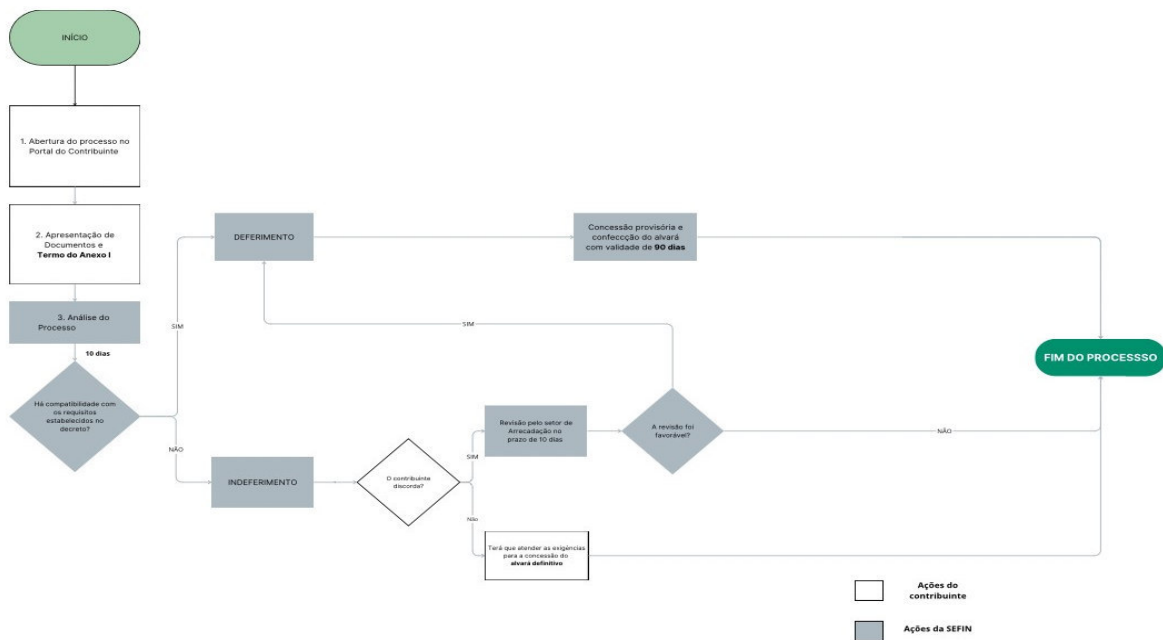 INÍCIO
1. Abertura do processo no
Portal do Contribuinte
2. Apresentação de
Documentos e
Termo do Anexo I
3. Análise do
Processo
10 dias
Há compatibilidade com
os requisitos
estabelecidos no
decreto?
SIM
NÃO
DEFERIMENTO
Concessão provisória e
confeccção do alvará
com validade de 90 dias
SIM
INDEFERIMENTO
O contribuinte
discorda?
SIM
Não
Revisão pelo setor de
Arrecadação no
prazo de 10 dias
A revisão foi
favorável?
NÃO
Terá que atender as exigências
para a concessão do
alvará definitivo
FIM DO PROCESSSO
Ações do
contribuinte
Ações da SEFIN